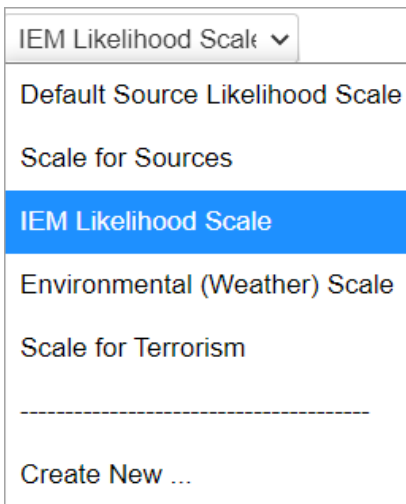 IEM Likelihood Scale
Default Source Likelihood Scale
Scale for Sources
IEM Likelihood Scale
Environmental (Weather) Scale
Scale for Terrorism
---------------------------------------
Create New ...